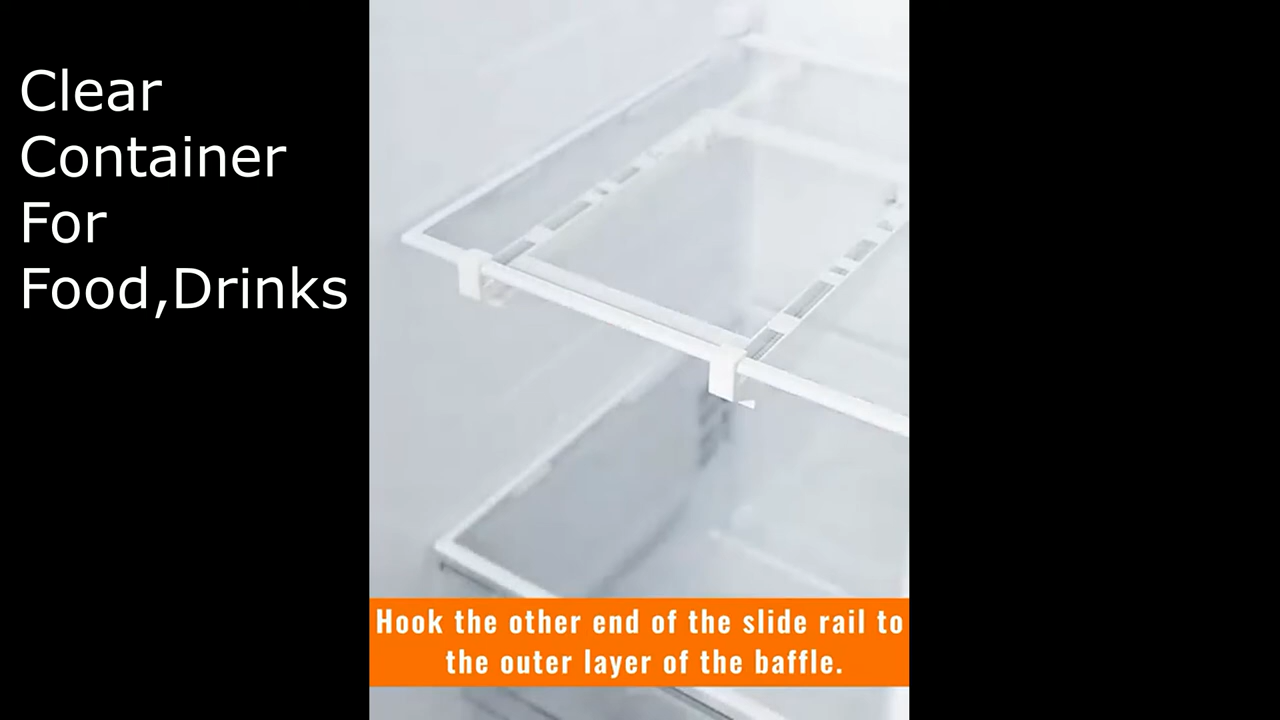 Clear
Container
For
Food,Drinks
Hook the other end of the slide rail to
the outer layer of the baffle.